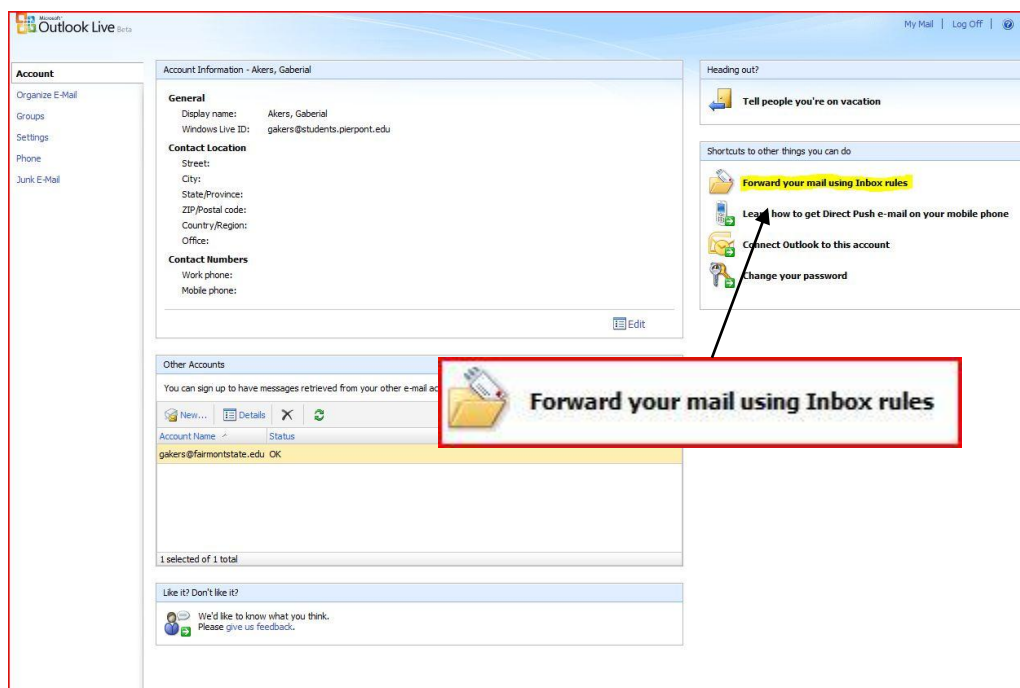 Microsoft®
Outlook Live Beta
My Mail | Log Off |
Account
Organize E-Mail
Groups
Settings
Phone
Junk E-Mail
Account Information - Akers, Gaberial
General
Display name: Akers, Gaberial
Windows Live ID: gakers@students.pierpont.edu
Contact Location
Street:
City:
State/Province:
ZIP/Postal code:
Country/Region:
Office:
Contact Numbers
Work phone:
Mobile phone:
Edit
Other Accounts
You can sign up to have messages retrieved from your other e-mail
New... Details
Account Name Status
gakers@fairmontstate.edu OK
1 selected of 1 total
Like it? Don't like it?
We'd like to know what you think.
Please give us feedback.
Heading out?
Tell people you're on vacation
Shortcuts to other things you can do
Forward your mail using Inbox rules
Learn how to get Direct Push e-mail on your mobile phone
Connect Outlook to this account
Change your password
Forward your mail using Inbox rules